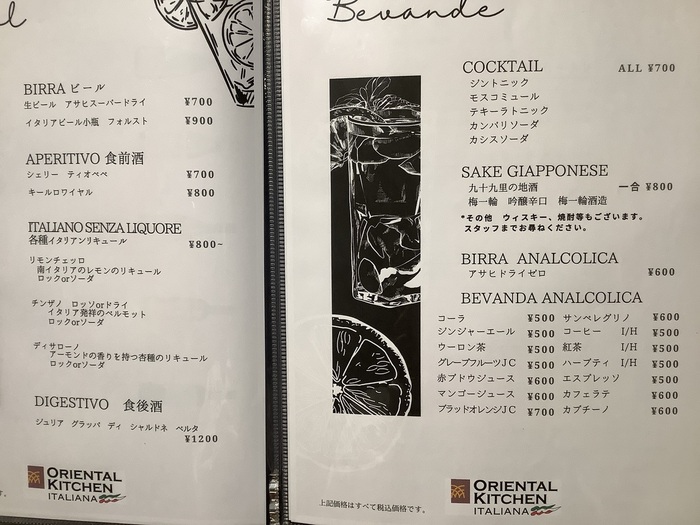 BIRRA ビール
生ビール アサヒスーパードライ ¥700
イタリアビール小瓶 フォルスト ¥900
APERITIVO 食前酒
シェリー ティオペペ ¥700
キールロワイヤル ¥800
ITALIANO SENZA LIQUORE
各種イタリアンリキュール ¥800~
リモンチェッロ
南イタリアのレモンのリキュール
ロックorソーダ
チンザノ ロッソorドライ
イタリア発祥のベルモット
ロックorソーダ
ディサローノ
アーモンドの香りを持つ杏種のリキュール
ロックorソーダ
DIGESTIVO 食後酒
ジュリア グラッパ ディ シャルドネ ペルタ
¥1200
ORIENTAL
KITCHEN
ITALIANA
Bevande
COCKTAIL ALL ¥700
ジントニック
モスコミュール
テキーラトニック
カンパリソーダ
カシスソーダ
SAKE GIAPPONESE
九十九里の地酒 一合 ¥800
梅一輪 吟醸辛口 梅一輪酒造
*その他 ウィスキー、焼酎等もございます。
スタッフまでお尋ねください。
BIRRA ANALCOLICA
アサヒドライゼロ ¥600
BEVANDA ANALCOLICA
コーラ ¥500 サンペレグリノ ¥600
ジンジャーエール ¥500 コーヒー I/H ¥500
ウーロン茶 ¥500 紅茶 I/H ¥500
グレープフルーツJC ¥500 ハーブティ I/H ¥500
赤ブドウジュース ¥600 エスプレッソ ¥500
マンゴージュース ¥600 カフェラテ ¥600
ブラッドオレンジJC ¥700 カプチーノ ¥600
上記価格はすべて税込価格です。
ORIENTAL
KITCHEN
ITALIANA